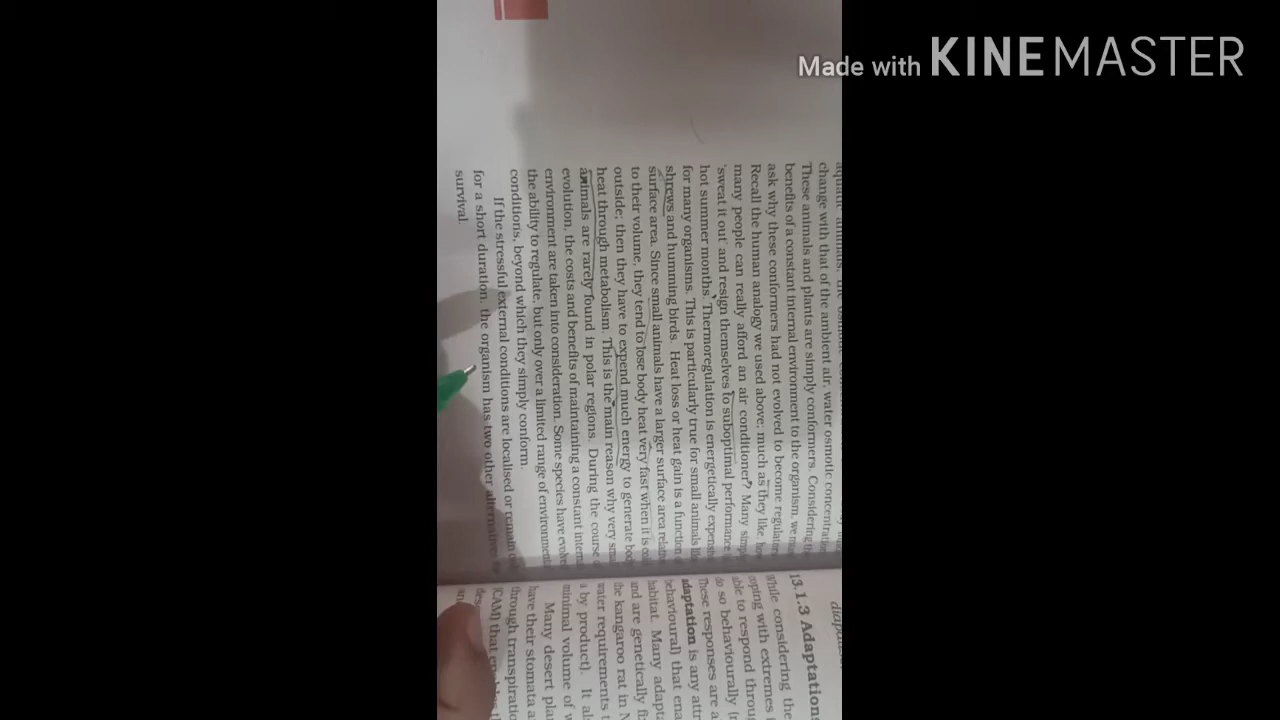 Made with KINEMASTER
aquatic animals, the osmotic
change with that of the ambient air, water osmotic concentration
These animals and plants are simply conformers. Considering the
benefits of a constant internal environment to the organism, we must
ask why these conformers had not evolved to become regulators
Recall the human analogy we used above; much as they like, how
many people can really afford an air conditioner? Many simply
'sweat it out' and resign themselves to suboptimal performance
hot summer months. Thermoregulation is energetically expensive
for many organisms. This is particularly true for small animals like
shrews and humming birds. Heat loss or heat gain is a function of
surface area. Since small animals have a larger surface area relative
to their volume, they tend to lose body heat very fast when it is cold
outside; then they have to expend much energy to generate body
heat through metabolism. This is the main reason why very small
animals are rarely found in polar regions. During the course of
evolution, the costs and benefits of maintaining a constant internal
environment are taken into consideration. Some species have evolved
the ability to regulate, but only over a limited range of environmental
conditions, beyond which they simply conform.
If the stressful external conditions are localised or remain only
for a short duration, the organism has two other alternatives for
survival.
13.1.3 Adaptations
While considering the
coping with extremes
able to respond throu
do so behaviourally (
These responses are a
adaptation is any attr
behavioural) that ena
habitat. Many adapta
and are genetically fi
the kangaroo rat in N
water requirements t
a by product). It al
minimal volume of w
Many desert plan
have their stomata a
through transpiratio
(CAM) that enables th
des